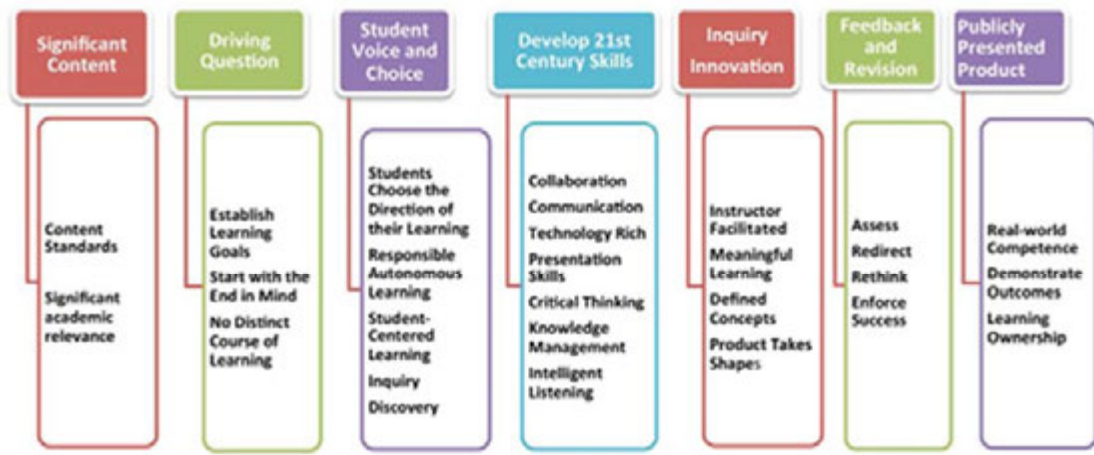 Significant
Content
Content
Standards
Significant
academic
relevance
Driving
Question
Establish
Learning
Goals
Start with the
End in Mind
No Distinct
Course of
Learning
Student
Voice and
Choice
Students
Choose the
Direction of
their Learning
Responsible
Autonomous
Learning
Student-
Centered
Learning
Inquiry
Discovery
Develop 21st
Century Skills
Collaboration
Communication
Technology Rich
Presentation
Skills
Critical Thinking
Knowledge
Management
Intelligent
Listening
Inquiry
Innovation
Instructor
Facilitated
Meaningful
Learning
Defined
Concepts
Product Takes
Shapes
Feedback
and
Revision
Assess
Redirect
Rethink
Enforce
Success
Publicly
Presented
Product
Real-world
Competence
Demonstrate
Outcomes
Learning
Ownership